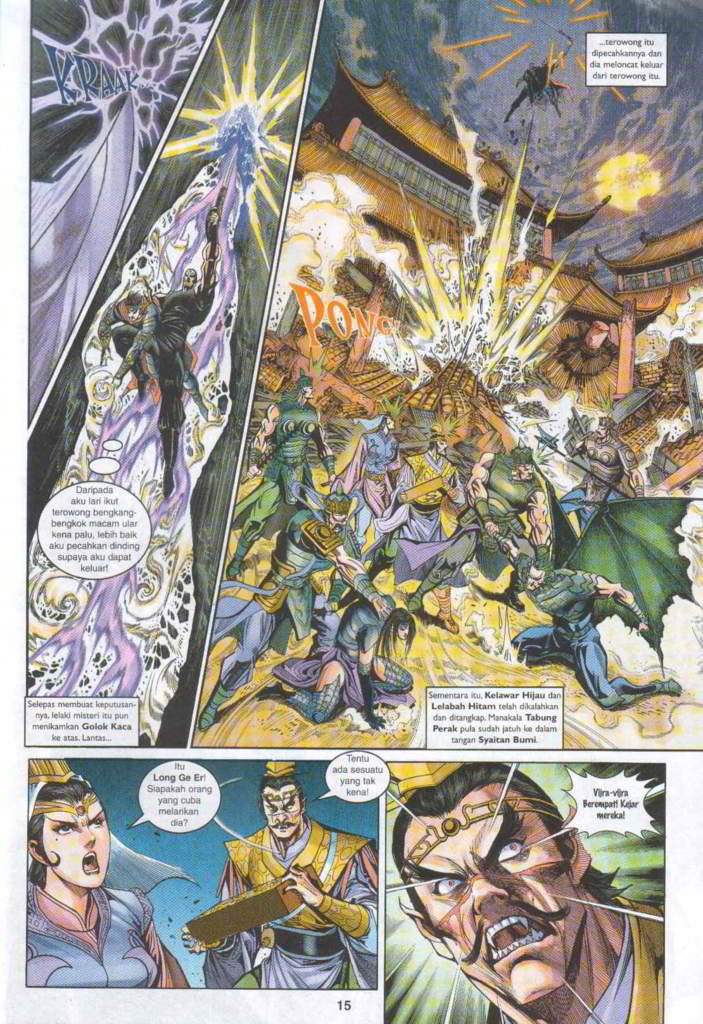 KRAAK...
...terowong itu
dipecahkannya dan
dia meloncat keluar
dari terowong itu.
PONG!!
Daripada
aku ikut
terowong bengkang-
bengkok macam ular
kena palu, lebih baik
aku pecahkan dinding
supaya aku dapat
keluar!
Selepas membuat keputusan-
nya, lelaki misteri itu pun
menikamkan Golok Kaca
ke atas. Lantas...
Sementara itu, Kelawar Hijau dan
Lelabah Hitam telah dikalahkan
dan ditangkap. Manakala Tabung
Perak pula sudah jatuh ke dalam
tangan Syaitan Bumi.
Itu
Long Ge Er!
Siapakah orang
yang cuba
melarikan
dia?
Tentu
ada sesuatu
yang tak
kena!
Vijra-vijra
Berempat! Kejar
mereka!
15